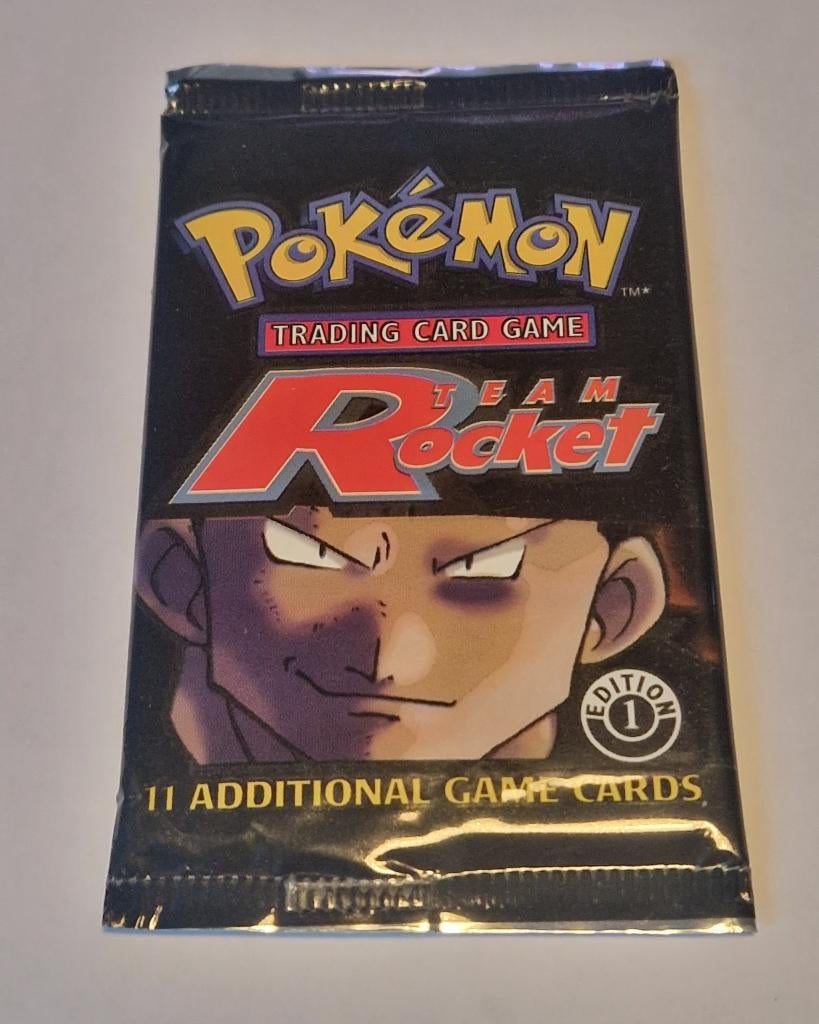 POKéMON
TM*
TRADING CARD GAME
TEAM
Rocket
EDITION
1
11 ADDITIONAL GAME CARDS